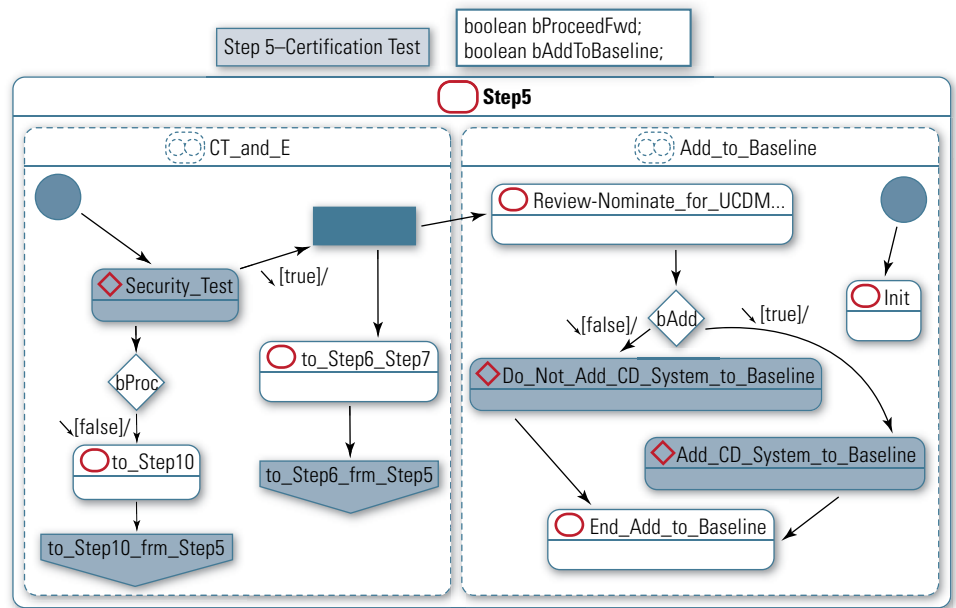 Step 5–Certification Test
boolean bProceedFwd;
boolean bAddToBaseline;
Step5
CT_and_E
Security_Test
[true]/
bProc
[false]/
to_Step10
to_Step10_frm_Step5
to_Step6_Step7
to_Step6_frm_Step5
Add_to_Baseline
Review-Nominate_for_UCDM...
Init
bAdd
[false]/
[true]/
Do_Not_Add_CD_System_to_Baseline
Add_CD_System_to_Baseline
End_Add_to_Baseline